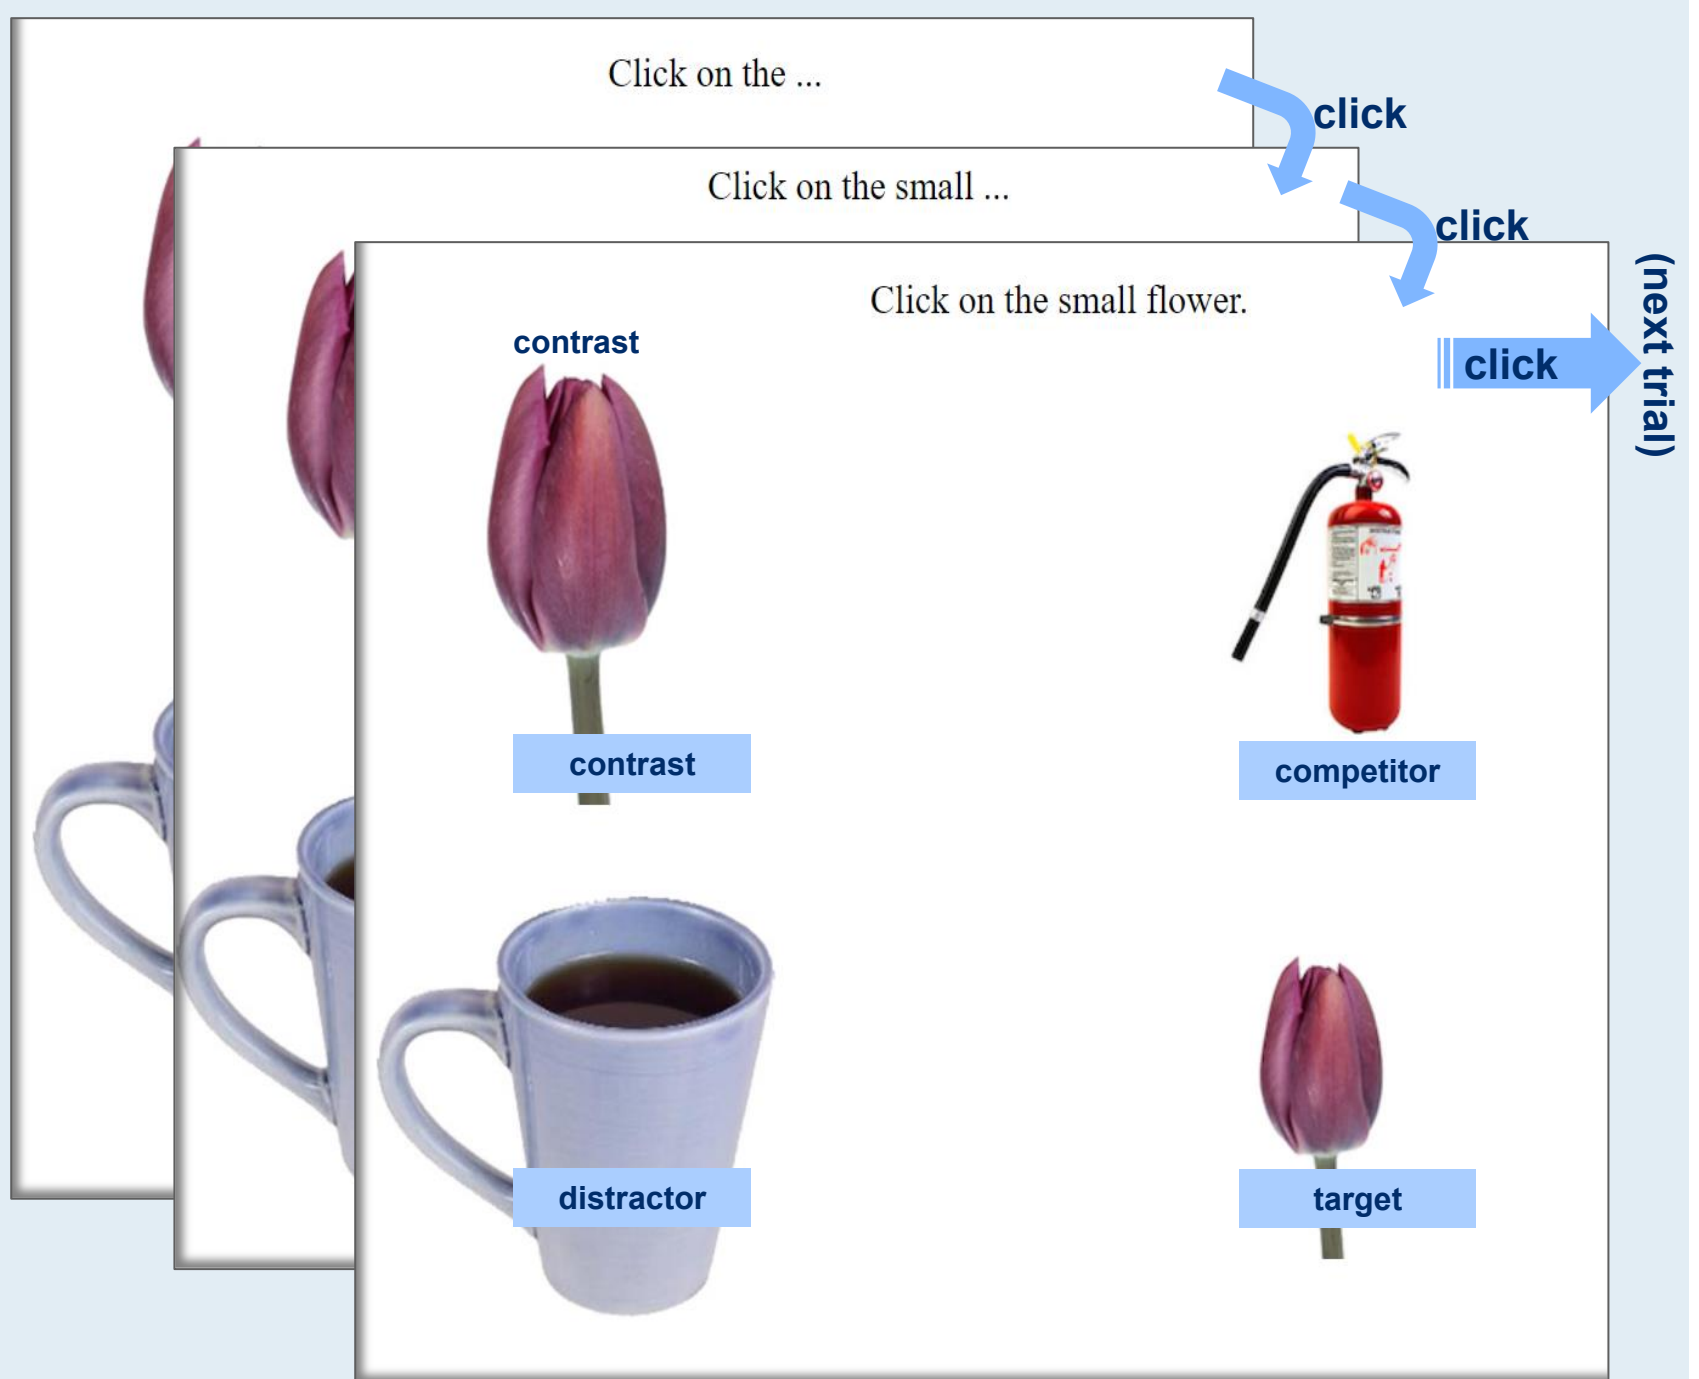 Click on the ...
click
Click on the small ...
click
Click on the small flower.
(next trial)
contrast
click
contrast
competitor
distractor
target